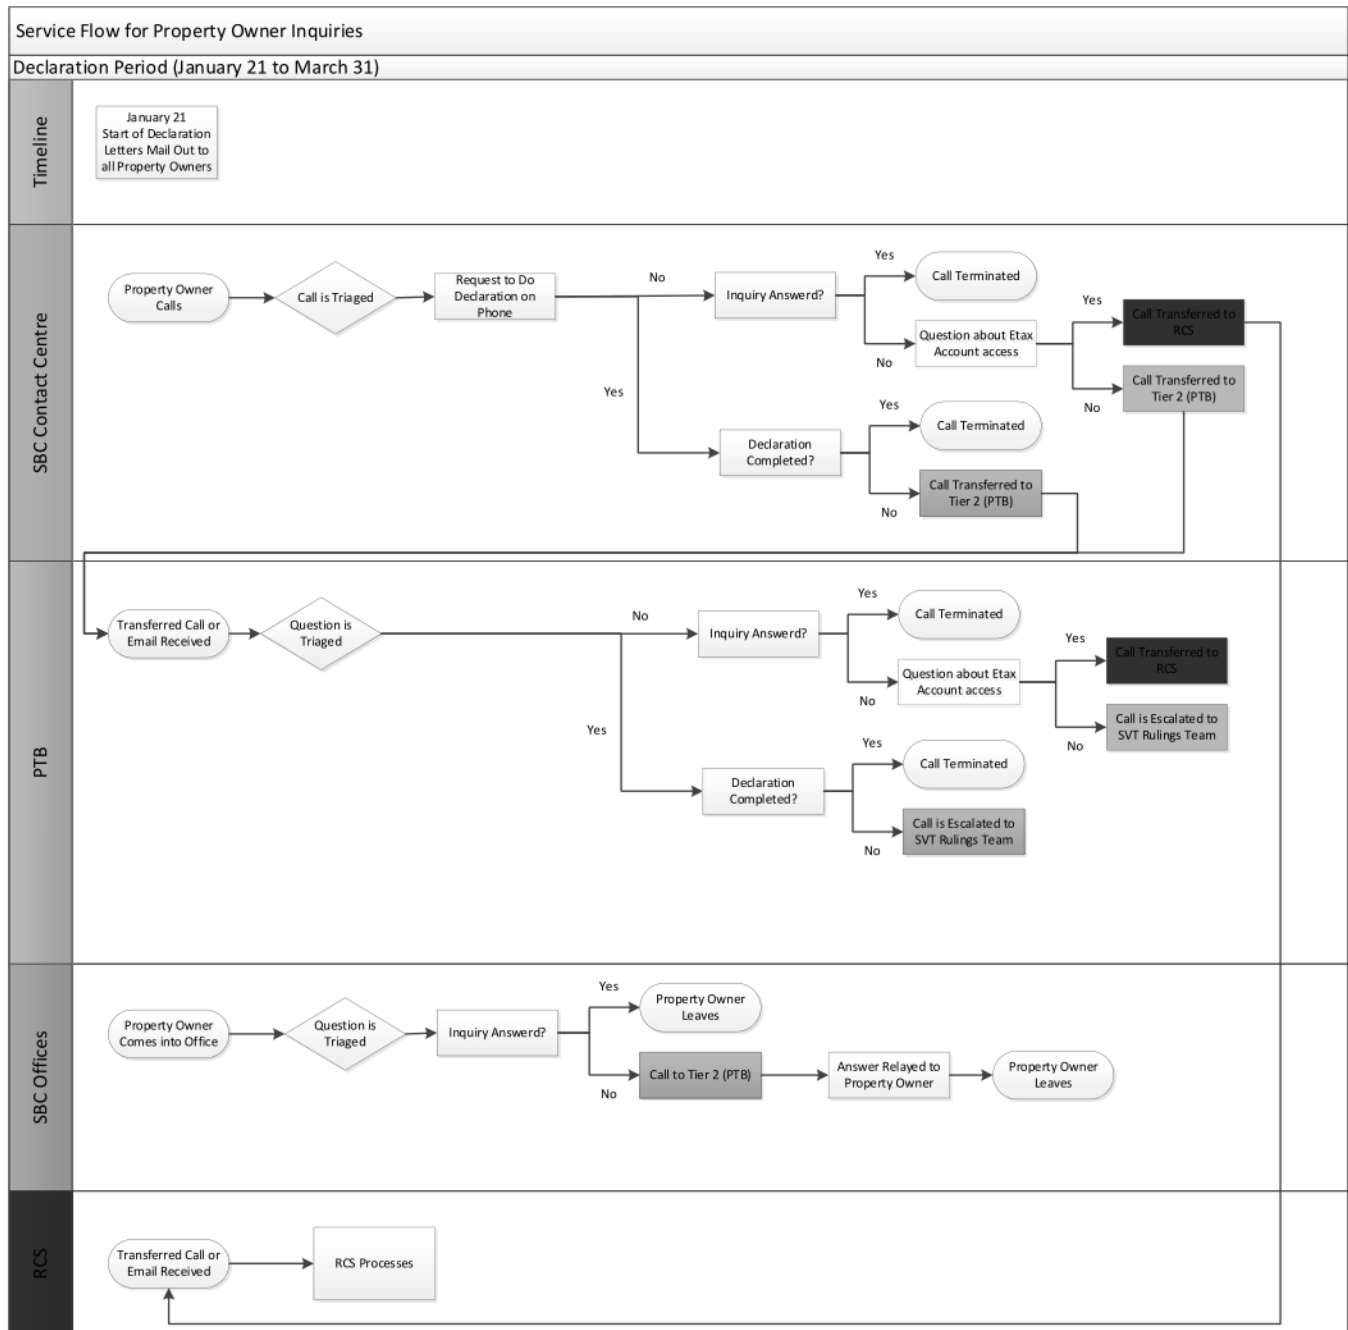 Service Flow for Property Owner Inquiries
Declaration Period (January 21 to March 31)
Timeline
January 21
Start of Declaration
Letters Mail Out to
all Property Owners
SBC Contact Centre
Property Owner
Calls
Call is Triaged
Request to Do
Declaration on
Phone
No
Yes
Inquiry Answerd?
Yes
No
Call Terminated
Question about Etax
Account access
Yes
No
Call Transferred to
RCS
Call Transferred to
Tier 2 (PTB)
Declaration
Completed?
Yes
No
Call Terminated
Call Transferred to
Tier 2 (PTB)
PTB
Transferred Call or
Email Received
Question is
Triaged
No
Yes
Inquiry Answerd?
Yes
No
Call Terminated
Question about Etax
Account access
Yes
No
Call Transferred to
RCS
Call is Escalated to
SVT Rulings Team
Declaration
Completed?
Yes
No
Call Terminated
Call is Escalated to
SVT Rulings Team
SBC Offices
Property Owner
Comes into Office
Question is
Triaged
Inquiry Answerd?
Yes
No
Property Owner
Leaves
Call to Tier 2 (PTB)
Answer Relayed to
Property Owner
Property Owner
Leaves
RCS
Transferred Call or
Email Received
RCS Processes